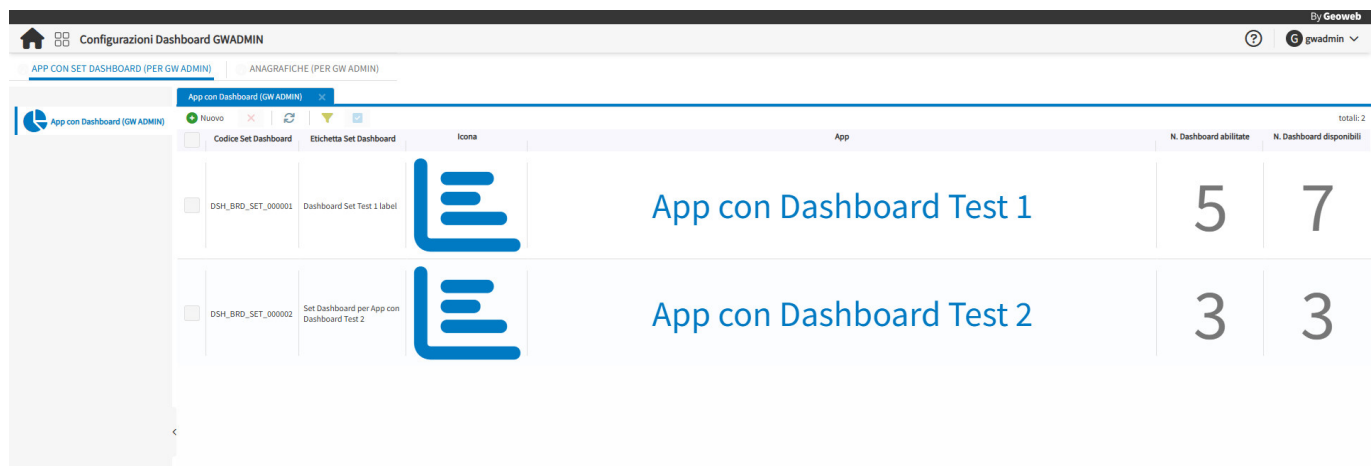 By Geoweb
Configurazioni Dashboard GWADMIN
G gwadmin
APP CON SET DASHBOARD (PER GW ADMIN) ANAGRAFICHE (PER GW ADMIN)
App con Dashboard (GW ADMIN)
App con Dashboard (GW ADMIN)
Nuovo totali: 2
Codice Set Dashboard Etichetta Set Dashboard Icona App N. Dashboard abilitate N. Dashboard disponibili
DSH_BRD_SET_000001 Dashboard Set Test 1 label App con Dashboard Test 1 5 7
DSH_BRD_SET_000002 Set Dashboard per App con
Dashboard Test 2 App con Dashboard Test 2 3 3